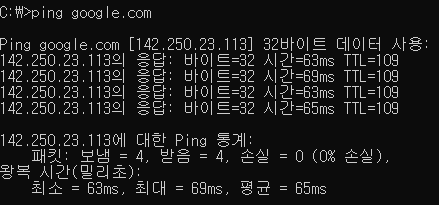 C:\>ping google.com
Ping google.com [142.250.23.113] 32바이트 데이터 사용:
142.250.23.113의 응답: 바이트=32 시간=63ms TTL=109
142.250.23.113의 응답: 바이트=32 시간=69ms TTL=109
142.250.23.113의 응답: 바이트=32 시간=63ms TTL=109
142.250.23.113의 응답: 바이트=32 시간=65ms TTL=109
142.250.23.113에 대한 Ping 통계:
패킷: 보냄 = 4, 받음 = 4, 손실 = 0 (0% 손실),
왕복 시간(밀리초):
최소 = 63ms, 최대 = 69ms, 평균 = 65ms